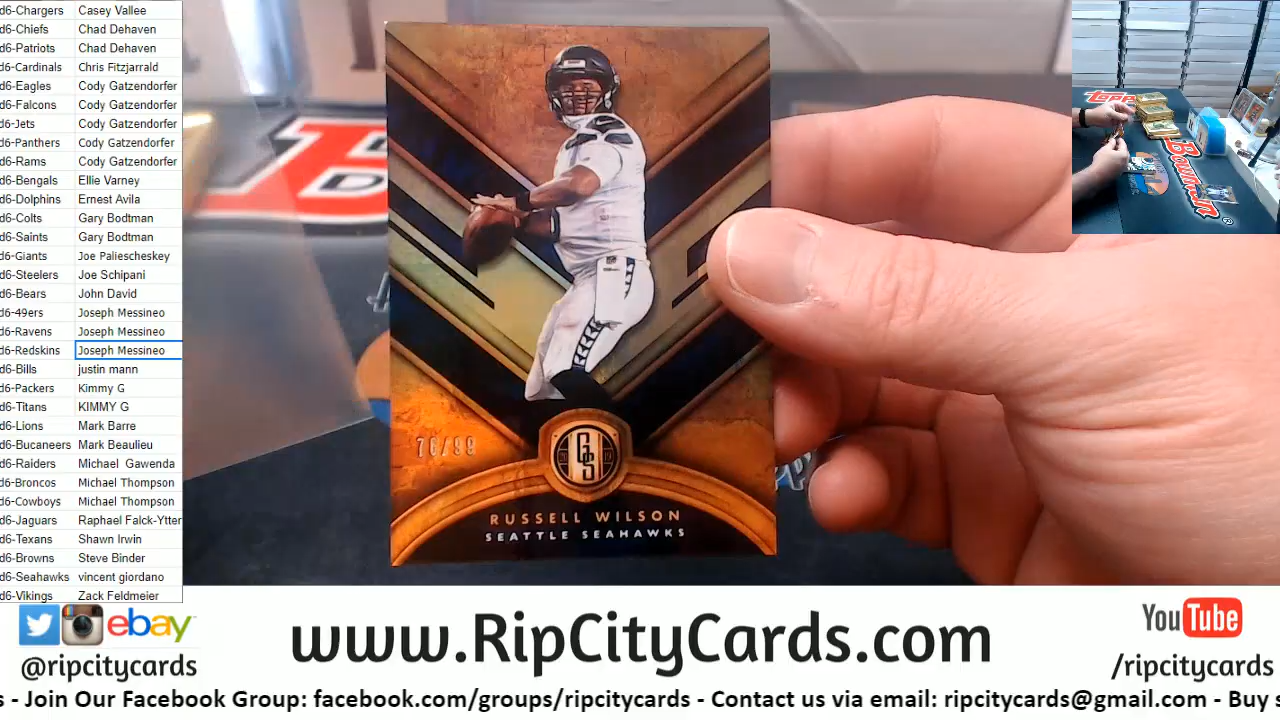 d6-Chargers Casey Vallee
d6-Chiefs Chad Dehaven
d6-Patriots Chad Dehaven
d6-Cardinals Chris Fitzjarrald
d6-Eagles Cody Gatzendorfer
d6-Falcons Cody Gatzendorfer
d6-Jets Cody Gatzendorfer
d6-Panthers Cody Gatzendorfer
d6-Rams Cody Gatzendorfer
d6-Bengals Ellie Varney
d6-Dolphins Ernest Avila
d6-Colts Gary Bodtman
d6-Saints Gary Bodtman
d6-Giants Joe Paliescheskey
d6-Steelers Joe Schipani
d6-Bears John David
d6-49ers Joseph Messineo
d6-Ravens Joseph Messineo
d6-Redskins Joseph Messineo
d6-Bills justin mann
d6-Packers Kimmy G
d6-Titans KIMMY G
d6-Lions Mark Barre
d6-Bucaneers Mark Beaulieu
d6-Raiders Michael Gawenda
d6-Broncos Michael Thompson
d6-Cowboys Michael Thompson
d6-Jaguars Raphael Falck-Ytter
d6-Texans Shawn Irwin
d6-Browns Steve Binder
d6-Seahawks vincent giordano
d6-Vikings Zack Feldmeier
76/99
GS
2019
RUSSELL WILSON
SEATTLE SEAHAWKS
TOPPS
Bowman
ebay
@ripcitycards
www.RipCityCards.com
YouTube
/ripcitycards
s - Join Our Facebook Group: facebook.com/groups/ripcitycards - Contact us via email: ripcitycards@gmail.com - Buy s